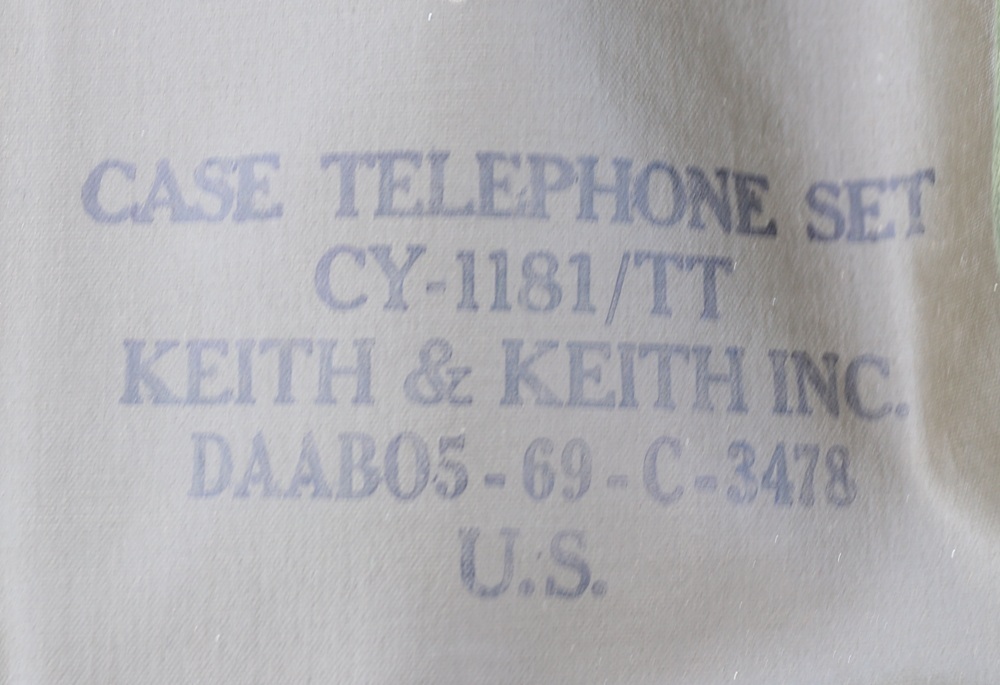 CASE TELEPHONE SET
CY-1181/TT
KEITH & KEITH INC.
DAAB05-69-C-3478
U.S.